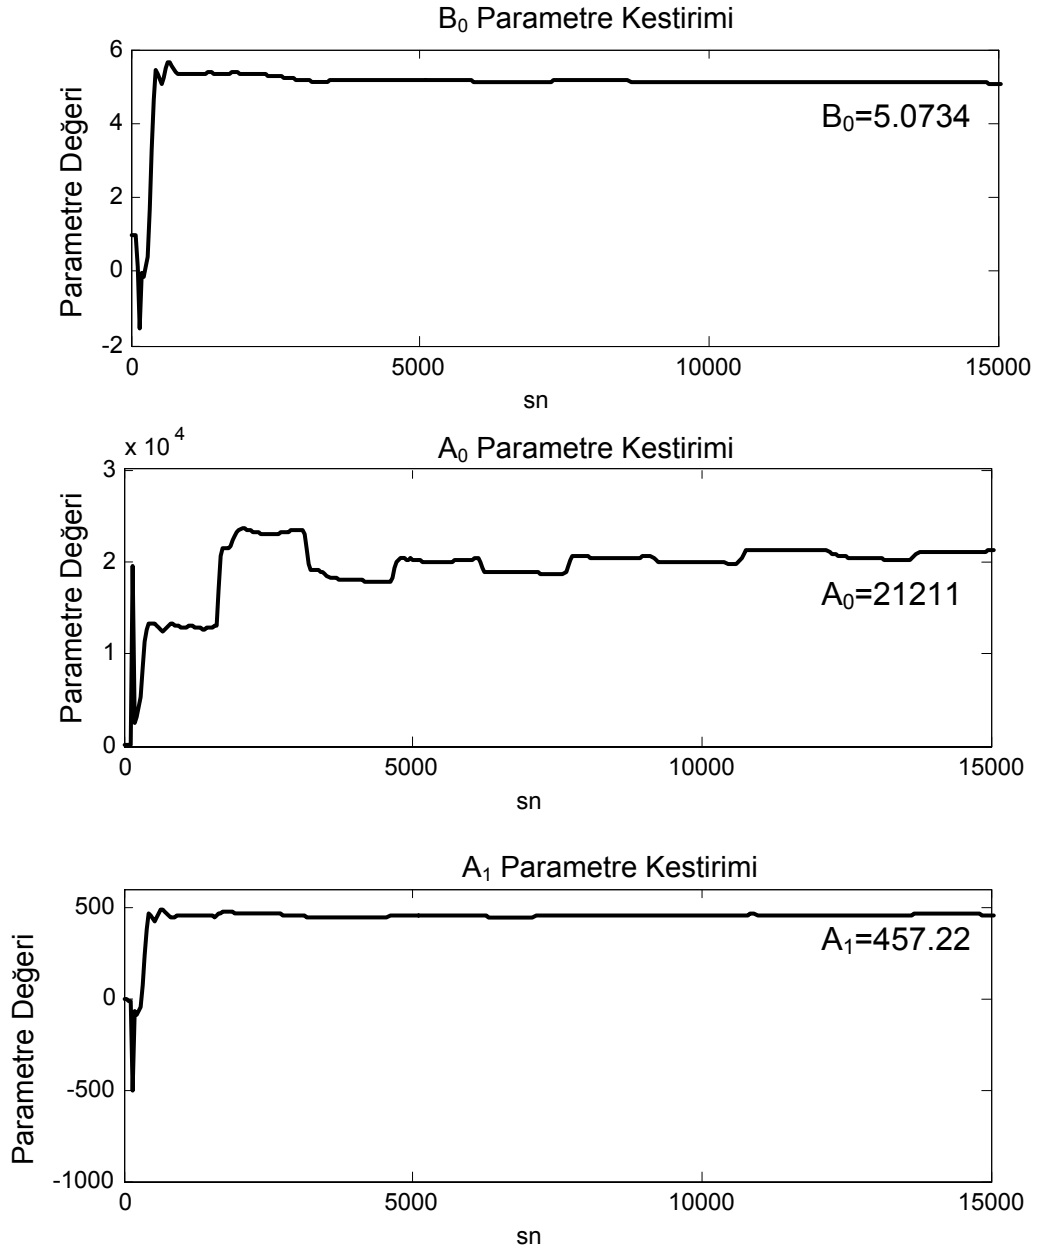 B₀ Parametre Kestirimi
Parametre Değeri
6
4
2
0
-2
B₀=5.0734
0 5000 10000 15000
sn
x 10⁴
A₀ Parametre Kestirimi
Parametre Değeri
3
2
1
0
A₀=21211
0 5000 10000 15000
sn
A₁ Parametre Kestirimi
Parametre Değeri
500
0
-500
-1000
A₁=457.22
0 5000 10000 15000
sn